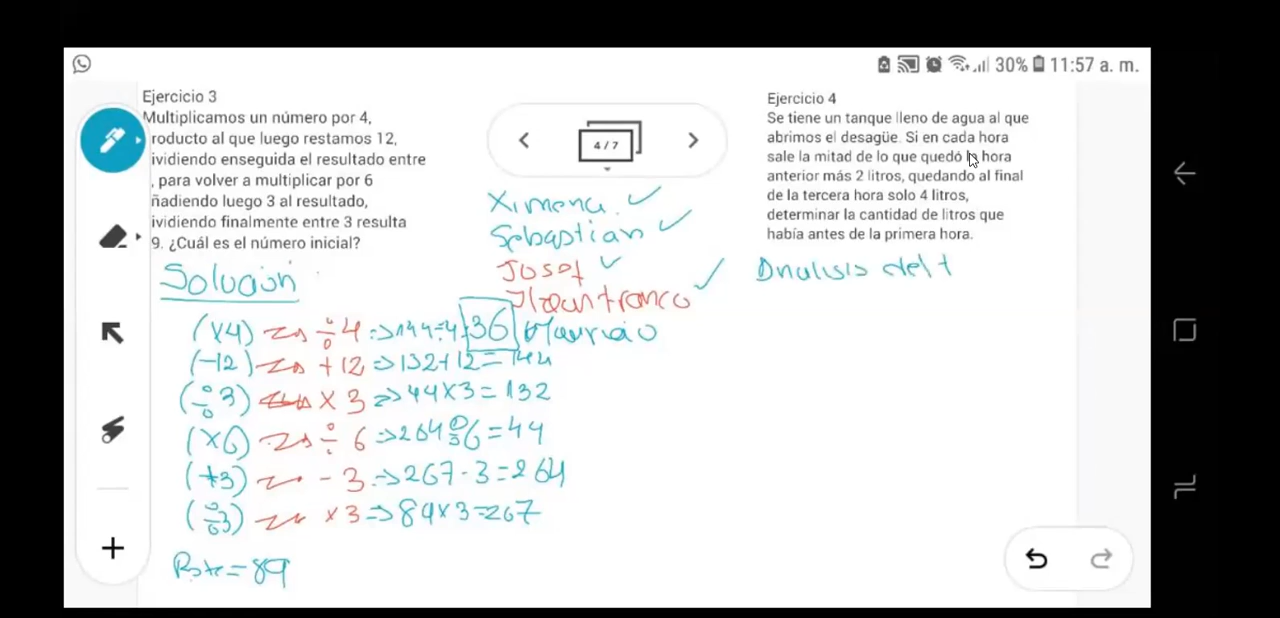 30% 11:57 a. m.
Ejercicio 3
Multiplicamos un número por 4,
roducto al que luego restamos 12,
ividiendo enseguida el resultado entre
, para volver a multiplicar por 6
ñadiendo luego 3 al resultado,
ividiendo finalmente entre 3 resulta
9. ¿Cuál es el número inicial?
4 / 7
Ximena ✓
Sebastian ✓
Josef ✓
✓
Ejercicio 4
Se tiene un tanque lleno de agua al que
abrimos el desagüe. Si en cada hora
sale la mitad de lo que quedó la hora
anterior más 2 litros, quedando al final
de la tercera hora solo 4 litros,
determinar la cantidad de litros que
había antes de la primera hora.
Analisis del t
Solución
(×4) ÷ 4 ⇒ 144÷4= 36 Mauricio
(-12) + 12 ⇒ 132+12=144
(÷3) × 3 ⇒ 44×3=132
(×6) ÷ 6 ⇒ 264÷6=44
(+3) - 3 ⇒ 267-3=264
(÷3) ×3 ⇒ 89×3=267
Rpta=89